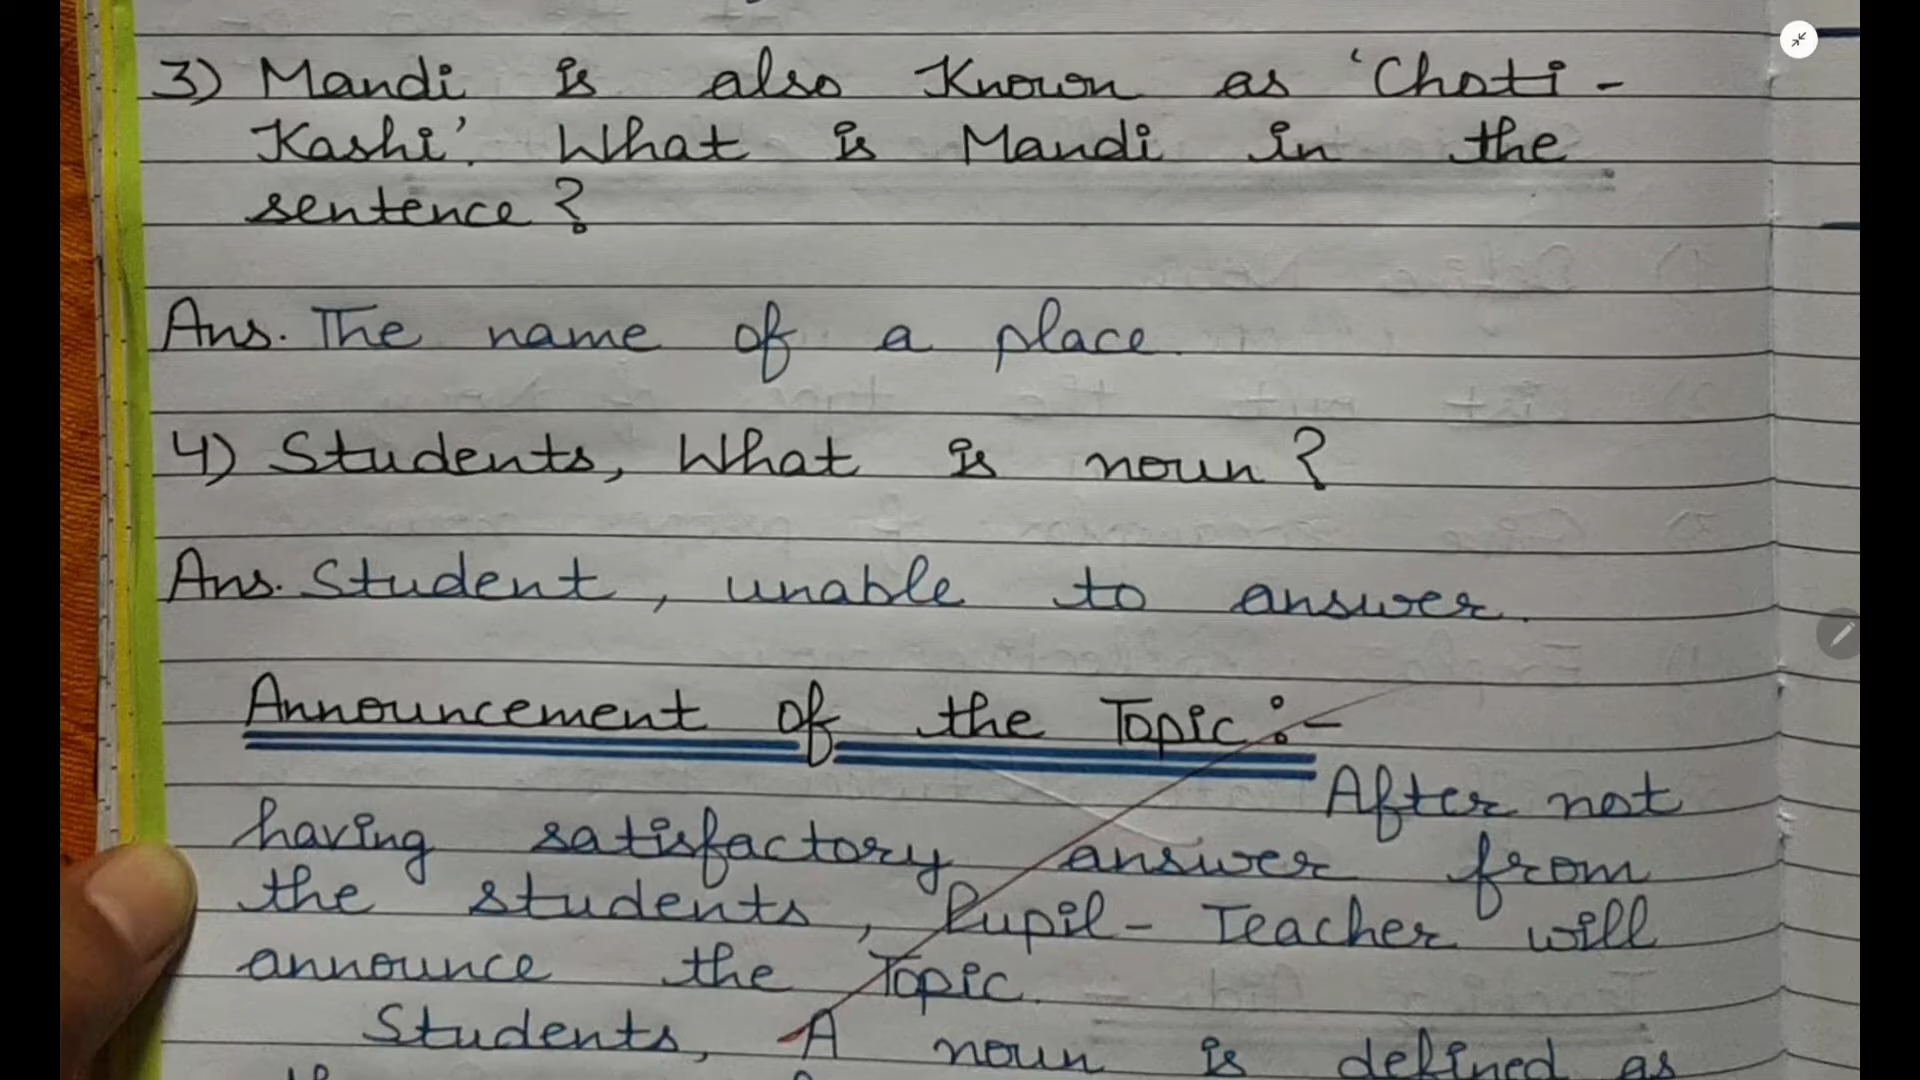 3) Mandi is also Known as 'Choti-
Kashi'. What is Mandi in the
sentence?
Ans. The name of a place.
4) Students, What is noun?
Ans. Student, unable to answer.
Announcement of the Topic:-
After not
having satisfactory answer from
the students, Pupil-Teacher will
announce the Topic.
Students, A noun is defined as